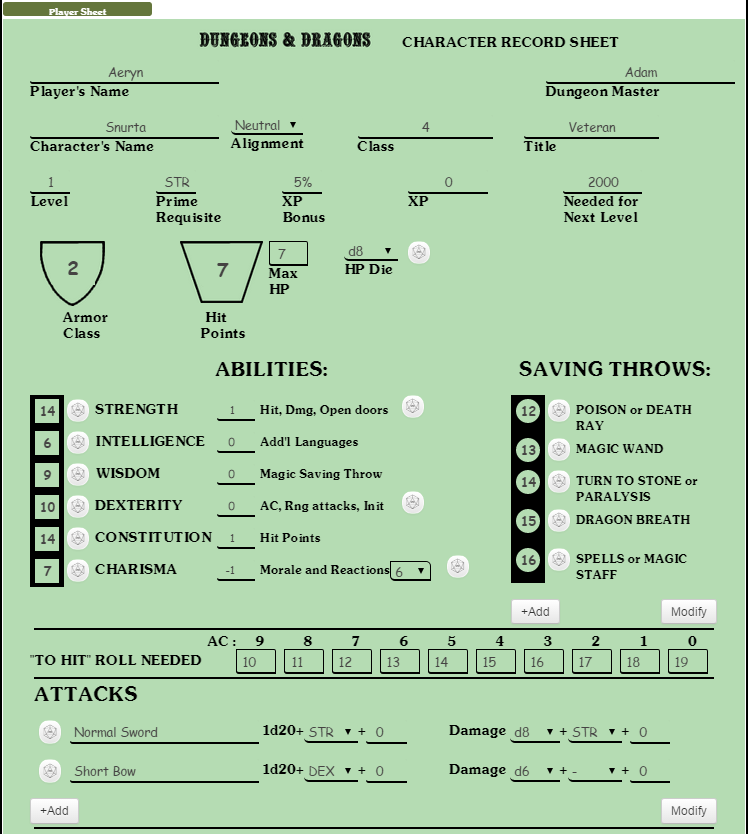 Player Sheet
DUNGEONS & DRAGONS CHARACTER RECORD SHEET
Aeryn Adam
Player's Name Dungeon Master
Snurta Neutral 4 Veteran
Character's Name Alignment Class Title
1 STR 5% 0 2000
Level Prime Requisite XP Bonus XP Needed for Next Level
2 7 7 d8
Max HP HP Die
Armor Class Hit Points
ABILITIES: SAVING THROWS:
14 STRENGTH 1 Hit, Dmg, Open doors 12 POISON or DEATH RAY
6 INTELLIGENCE 0 Add'l Languages 13 MAGIC WAND
9 WISDOM 0 Magic Saving Throw 14 TURN TO STONE or PARALYSIS
10 DEXTERITY 0 AC, Rng attacks, Init 15 DRAGON BREATH
14 CONSTITUTION 1 Hit Points
7 CHARISMA -1 Morale and Reactions 6 16 SPELLS or MAGIC STAFF
+Add Modify
AC : 9 8 7 6 5 4 3 2 1 0
"TO HIT" ROLL NEEDED 10 11 12 13 14 15 16 17 18 19
ATTACKS
Normal Sword 1d20+ STR + 0 Damage d8 + STR + 0
Short Bow 1d20+ DEX + 0 Damage d6 + - + 0
+Add Modify